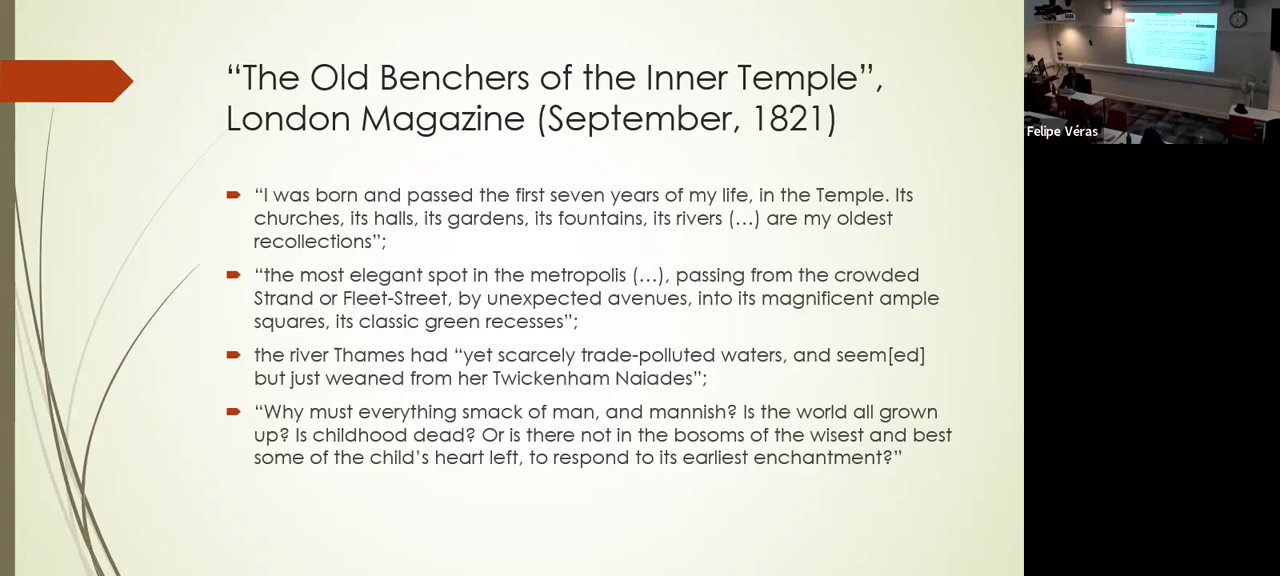 “The Old Benchers of the Inner Temple”,
London Magazine (September, 1821)
“I was born and passed the first seven years of my life, in the Temple. Its
churches, its halls, its gardens, its fountains, its rivers (…) are my oldest
recollections”;
“the most elegant spot in the metropolis (…), passing from the crowded
Strand or Fleet-Street, by unexpected avenues, into its magnificent ample
squares, its classic green recesses”;
the river Thames had “yet scarcely trade-polluted waters, and seem[ed]
but just weaned from her Twickenham Naiades”;
“Why must everything smack of man, and mannish? Is the world all grown
up? Is childhood dead? Or is there not in the bosoms of the wisest and best
some of the child’s heart left, to respond to its earliest enchantment?”
Felipe Véras